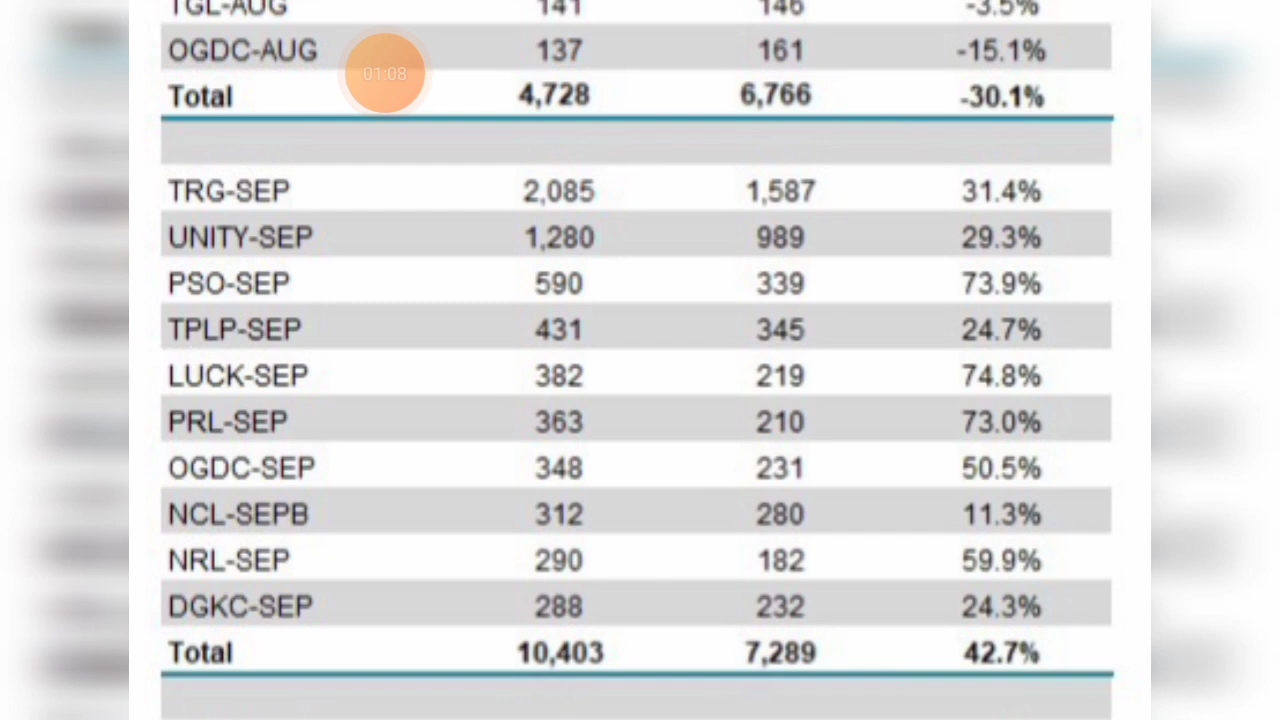 TGL-AUG 141 146 -3.5%
OGDC-AUG 137 161 -15.1%
01:08
Total 4,728 6,766 -30.1%
TRG-SEP 2,085 1,587 31.4%
UNITY-SEP 1,280 989 29.3%
PSO-SEP 590 339 73.9%
TPLP-SEP 431 345 24.7%
LUCK-SEP 382 219 74.8%
PRL-SEP 363 210 73.0%
OGDC-SEP 348 231 50.5%
NCL-SEPB 312 280 11.3%
NRL-SEP 290 182 59.9%
DGKC-SEP 288 232 24.3%
Total 10,403 7,289 42.7%